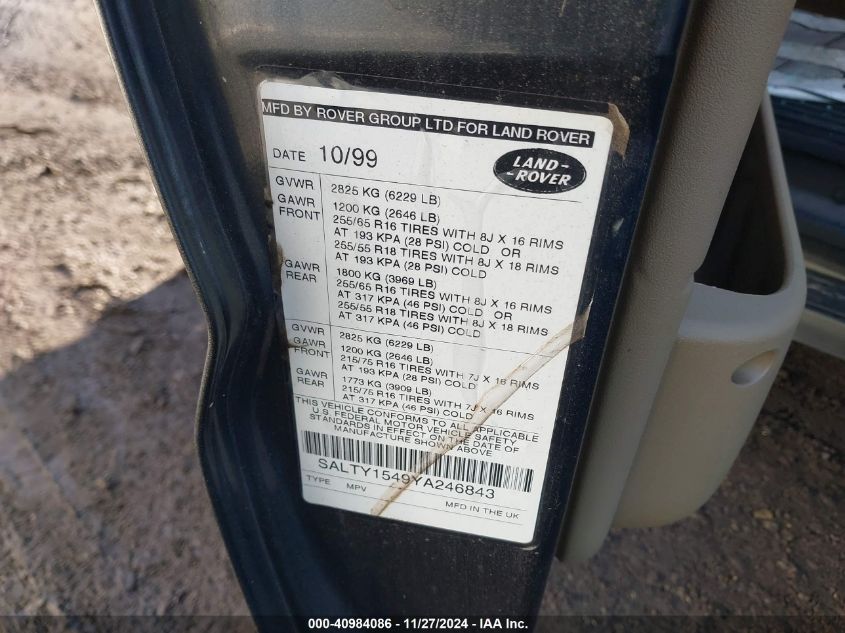 MFD BY ROVER GROUP LTD FOR LAND ROVER
DATE 10/99
LAND-
-ROVER
GVWR 2825 KG (6229 LB)
GAWR FRONT 1200 KG (2646 LB)
255/65 R16 TIRES WITH 8J X 16 RIMS
AT 193 KPA (28 PSI) COLD OR
255/55 R18 TIRES WITH 8J X 18 RIMS
AT 193 KPA (28 PSI) COLD
GAWR REAR 1800 KG (3969 LB)
255/65 R16 TIRES WITH 8J X 16 RIMS
AT 317 KPA (46 PSI) COLD OR
255/55 R18 TIRES WITH 8J X 18 RIMS
AT 317 KPA (46 PSI) COLD
GVWR 2825 KG (6229 LB)
GAWR FRONT 1200 KG (2646 LB)
215/75 R16 TIRES WITH 7J X 16 RIMS
AT 193 KPA (28 PSI) COLD
GAWR REAR 1773 KG (3909 LB)
215/75 R16 TIRES WITH 7J X 16 RIMS
AT 317 KPA (46 PSI) COLD
THIS VEHICLE CONFORMS TO ALL APPLICABLE
U.S. FEDERAL MOTOR VEHICLE SAFETY
STANDARDS IN EFFECT ON THE DATE OF
MANUFACTURE SHOWN ABOVE
SALTY1549YA246843
TYPE MPV
MFD IN THE UK
000-40984086 - 11/27/2024 - IAA Inc.